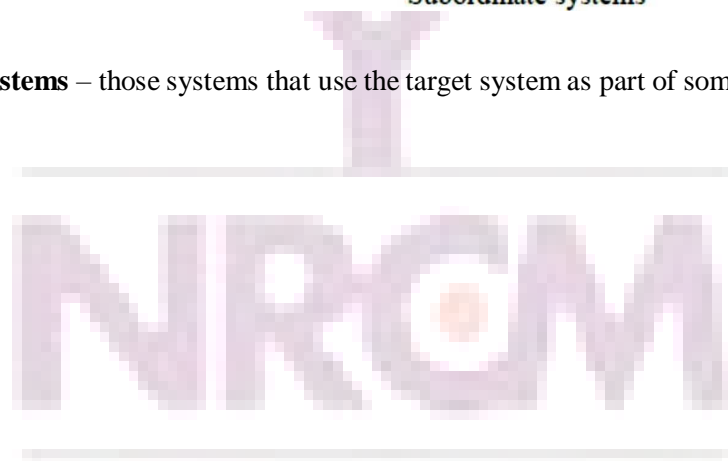 Subordinate systems
stems – those systems that use the target system as part of som
NRCM